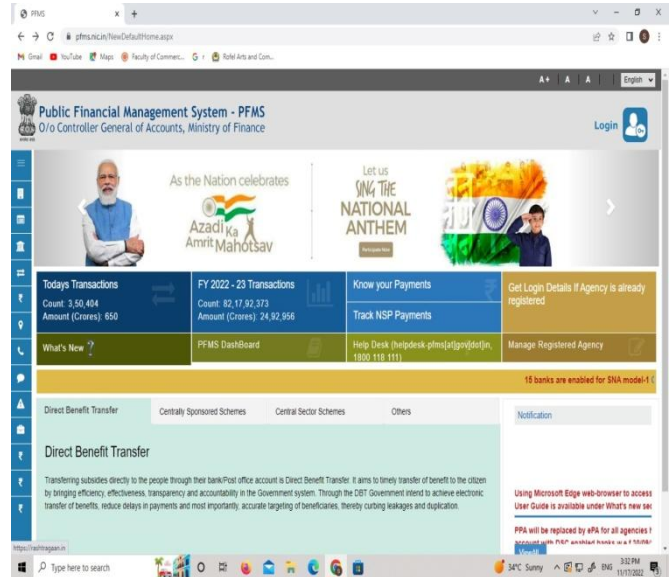 PFMS
pfms.nic.in/NewDefaultHome.aspx
Gmail YouTube Maps Faculty of Commerc... G r Rofel Arts and Com...
A+ A A English
Public Financial Management System - PFMS
O/o Controller General of Accounts, Ministry of Finance
Login
As the Nation celebrates
Azadi Ka
Amrit Mahotsav
Let us
SING THE
NATIONAL
ANTHEM
Participate Now
Todays Transactions
Count: 3,50,404
Amount (Crores): 650
FY 2022 - 23 Transactions
Count: 82,17,92,373
Amount (Crores): 24,92,956
Know your Payments
Track NSP Payments
Get Login Details If Agency is already
registered
What's New ?
PFMS DashBoard
Help Desk (helpdesk-pfms[at]gov[dot]in,
1800 118 111)
Manage Registered Agency
15 banks are enabled for SNA model-1
Direct Benefit Transfer Centrally Sponsored Schemes Central Sector Schemes Others
Direct Benefit Transfer
Transferring subsidies directly to the people through their bank/Post office account is Direct Benefit Transfer. It aims to timely transfer of benefit to the citizen
by bringing efficiency, effectiveness, transparency and accountability in the Government system. Through the DBT Government intend to achieve electronic
transfer of benefits, reduce delays in payments and most importantly, accurate targeting of beneficiaries, thereby curbing leakages and duplication.
Notification
Using Microsoft Edge web-browser to access
User Guide is available under What's new sec
PPA will be replaced by ePA for all agencies h
account with DSC enabled banks w.e.f
ViewAll
https://rashtragaan.in
Type here to search
34°C Sunny ENG 3:32 PM
11/17/2022